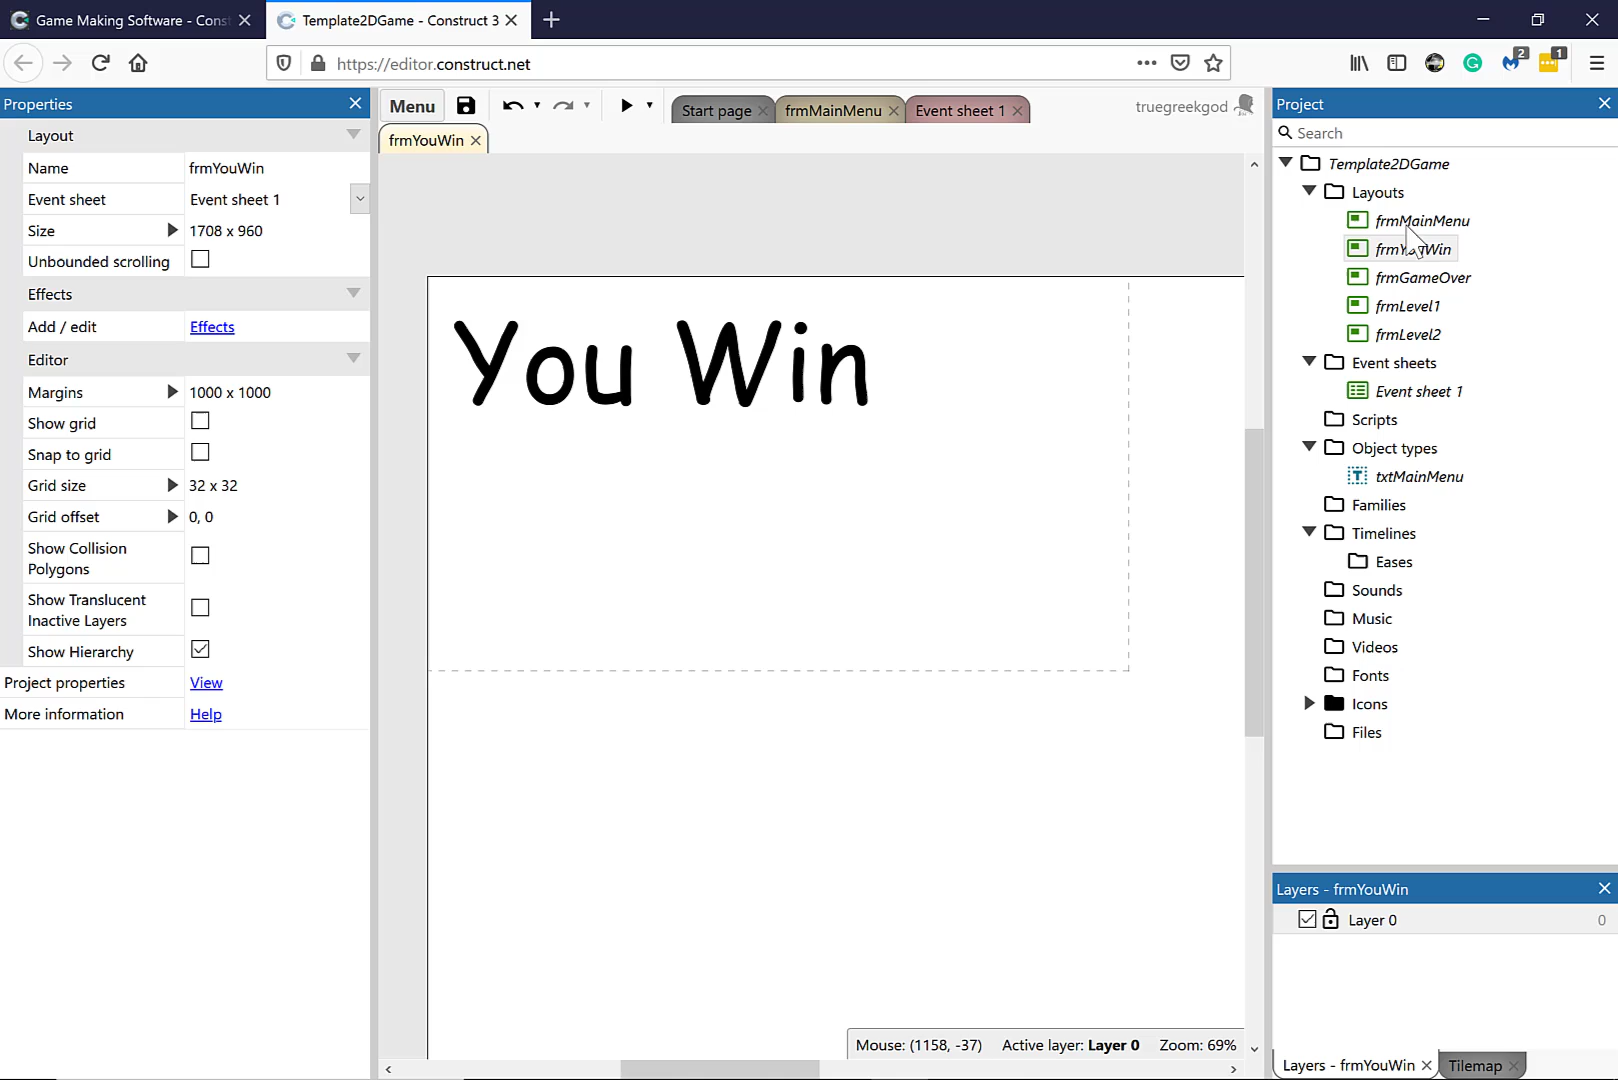 Game Making Software - Cons
Template2DGame - Construct 3
https://editor.construct.net
2
1
Properties
Menu
Start page
frmMainMenu
Event sheet 1
truegreekgod
Project
Layout
frmYouWin
Search
Name frmYouWin
Event sheet Event sheet 1
Size 1708 x 960
Unbounded scrolling
Effects
Add / edit Effects
Editor
Margins 1000 x 1000
Show grid
Snap to grid
Grid size 32 x 32
Grid offset 0, 0
Show Collision
Polygons
Show Translucent
Inactive Layers
Show Hierarchy
Project properties View
More information Help
You Win
Template2DGame
Layouts
frmMainMenu
frmYouWin
frmGameOver
frmLevel1
frmLevel2
Event sheets
Event sheet 1
Scripts
Object types
T txtMainMenu
Families
Timelines
Eases
Sounds
Music
Videos
Fonts
Icons
Files
Layers - frmYouWin
Layer 0 0
Mouse: (1158, -37) Active layer: Layer 0 Zoom: 69%
Layers - frmYouWin
Tilemap